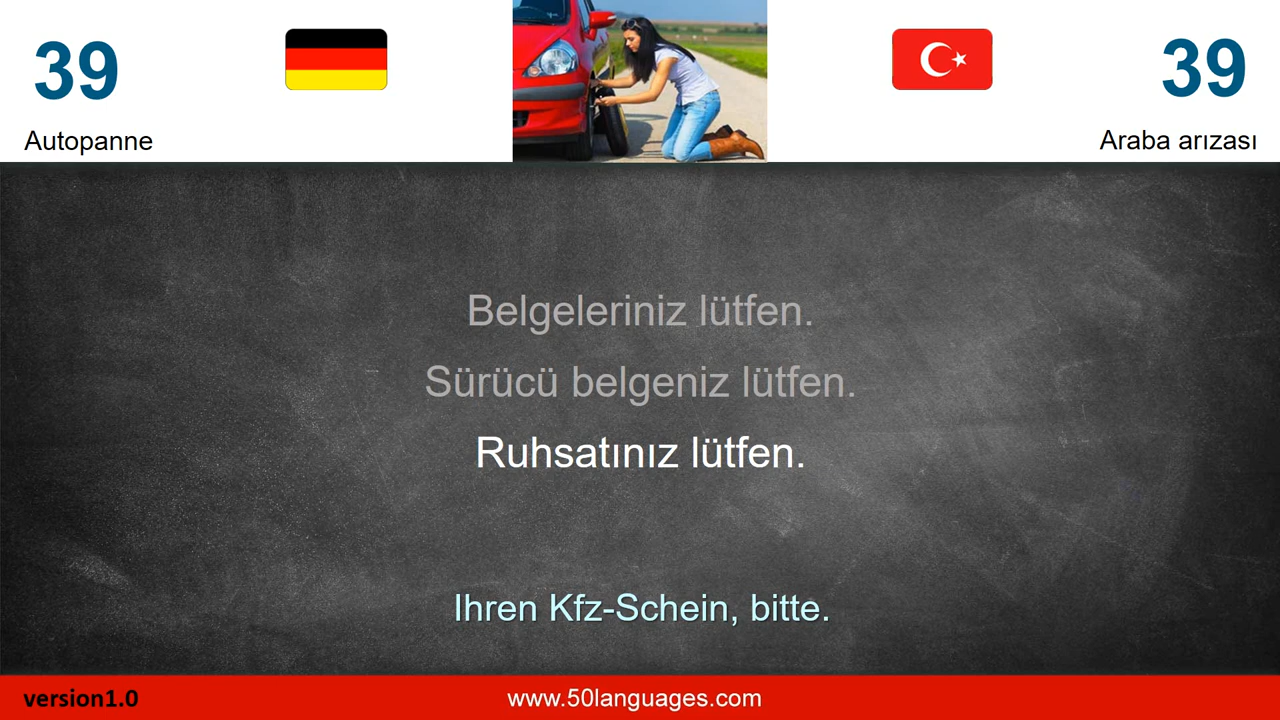 39
39
Autopanne
Araba arızası
Belgeleriniz lütfen.
Sürücü belgeniz lütfen.
Ruhsatınız lütfen.
Ihren Kfz-Schein, bitte.
version1.0
www.50languages.com